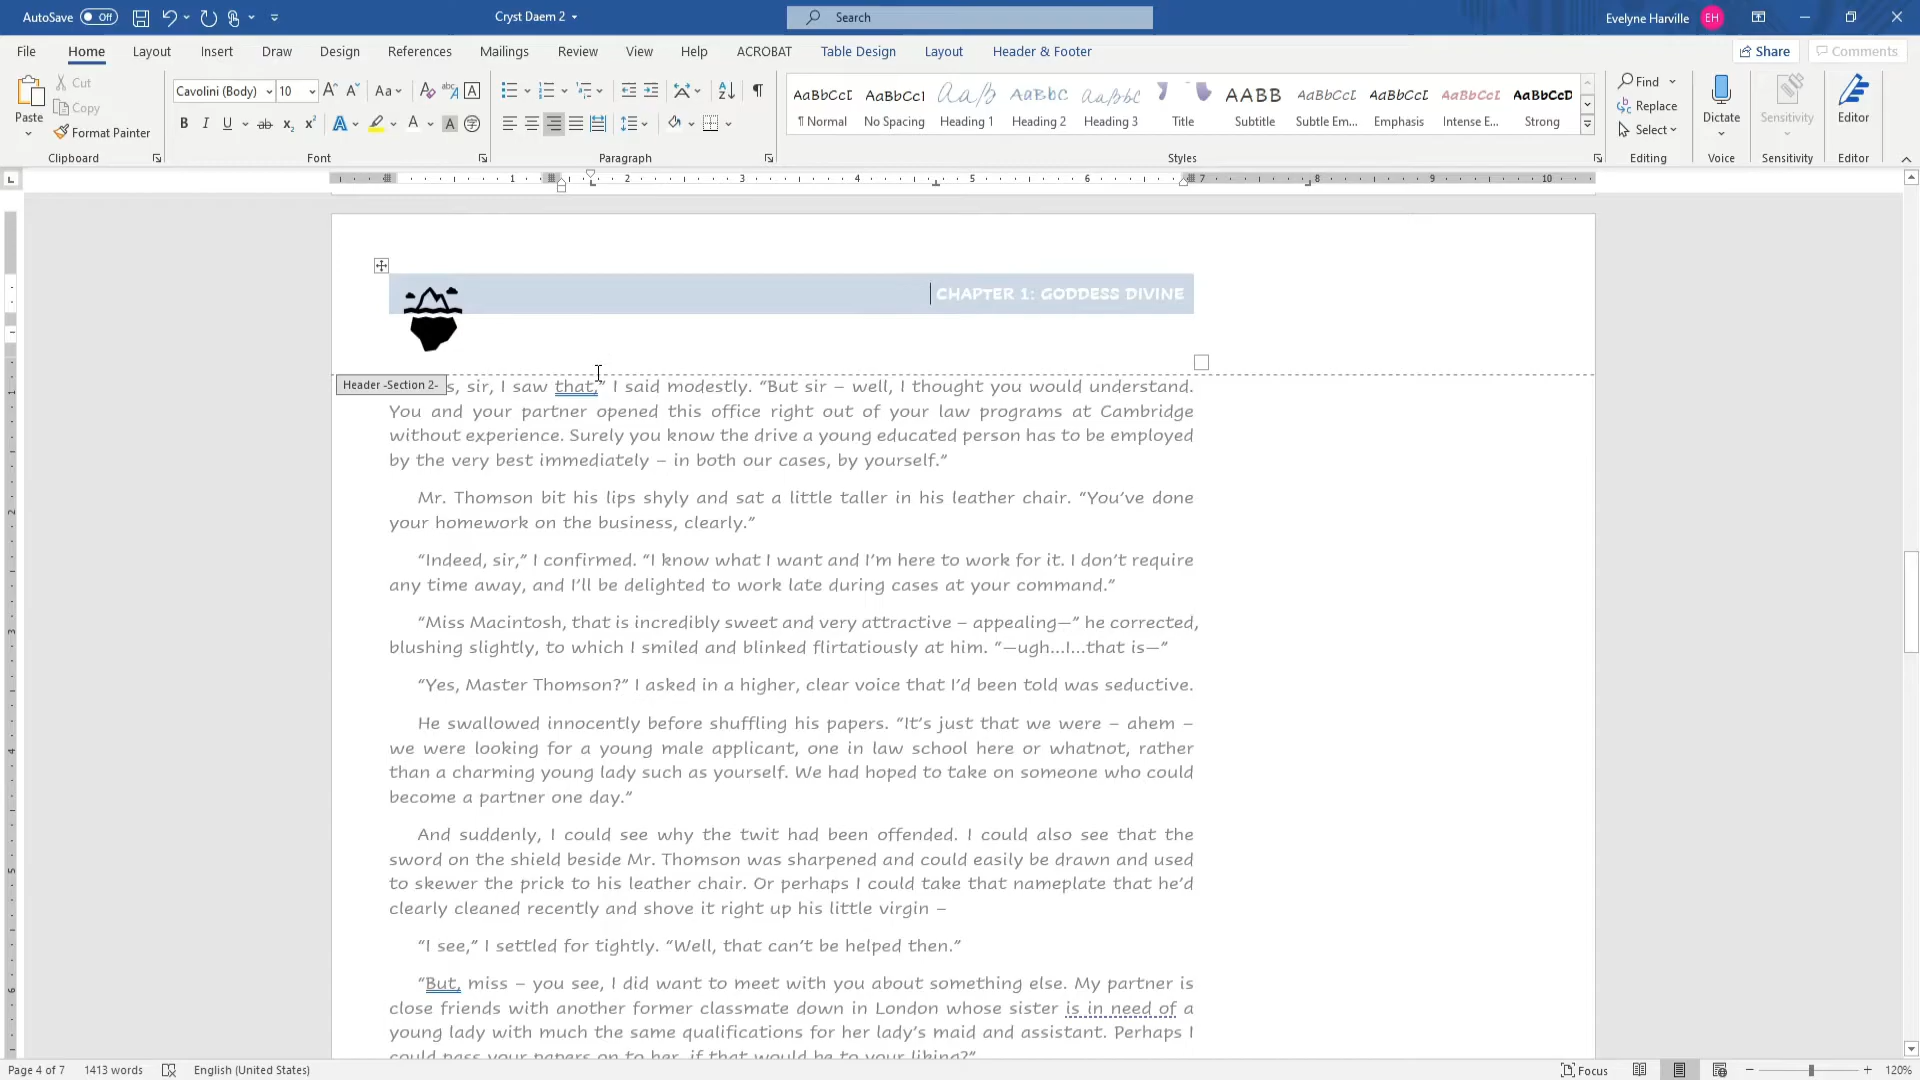 AutoSave Off Cryst Daem 2 Search Evelyne Harville EH
File Home Layout Insert Draw Design References Mailings Review View Help ACROBAT Table Design Layout Header & Footer Share Comments
Paste Cut Copy Format Painter
Cavolini (Body) 10
AaBbCcD AaBbCcI AaBb AaBbC AaBbC AABB AaBbCcD AaBbCcD AaBbCcD AaBbCcD
¶ Normal No Spacing Heading 1 Heading 2 Heading 3 Title Subtitle Subtle Em... Emphasis Intense E... Strong
Find Replace Select
Dictate Sensitivity Editor
Clipboard Font Paragraph Styles Editing Voice Sensitivity Editor
1 2 3 4 5 6 7 8 9 10
CHAPTER 1: GODDESS DIVINE
Header -Section 2-
s, sir, I saw that,” I said modestly. “But sir – well, I thought you would understand.
You and your partner opened this office right out of your law programs at Cambridge
without experience. Surely you know the drive a young educated person has to be employed
by the very best immediately – in both our cases, by yourself.”
Mr. Thomson bit his lips shyly and sat a little taller in his leather chair. “You’ve done
your homework on the business, clearly.”
“Indeed, sir,” I confirmed. “I know what I want and I’m here to work for it. I don’t require
any time away, and I’ll be delighted to work late during cases at your command.”
“Miss Macintosh, that is incredibly sweet and very attractive – appealing—” he corrected,
blushing slightly, to which I smiled and blinked flirtatiously at him. “—ugh...I...that is—”
“Yes, Master Thomson?” I asked in a higher, clear voice that I’d been told was seductive.
He swallowed innocently before shuffling his papers. “It’s just that we were – ahem –
we were looking for a young male applicant, one in law school here or whatnot, rather
than a charming young lady such as yourself. We had hoped to take on someone who could
become a partner one day.”
And suddenly, I could see why the twit had been offended. I could also see that the
sword on the shield beside Mr. Thomson was sharpened and could easily be drawn and used
to skewer the prick to his leather chair. Or perhaps I could take that nameplate that he’d
clearly cleaned recently and shove it right up his little virgin –
“I see,” I settled for tightly. “Well, that can’t be helped then.”
“But, miss – you see, I did want to meet with you about something else. My partner is
close friends with another former classmate down in London whose sister is in need of a
young lady with much the same qualifications for her lady’s maid and assistant. Perhaps I
could pass your papers on to her, if that would be to your liking?”
Page 4 of 7 1413 words English (United States) Focus 120%